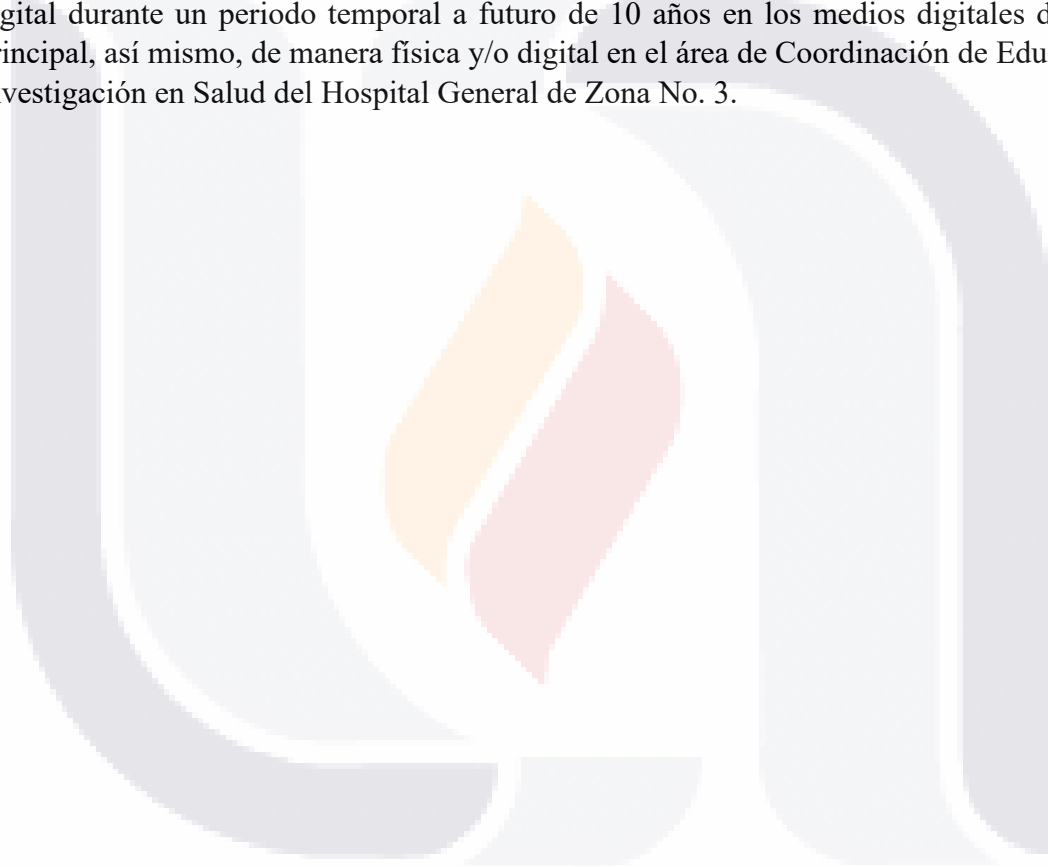 gital durante un periodo temporal a futuro de 10 años en los medios digitales d
rincipal, así mismo, de manera física y/o digital en el área de Coordinación de Edu
nvestigación en Salud del Hospital General de Zona No. 3.